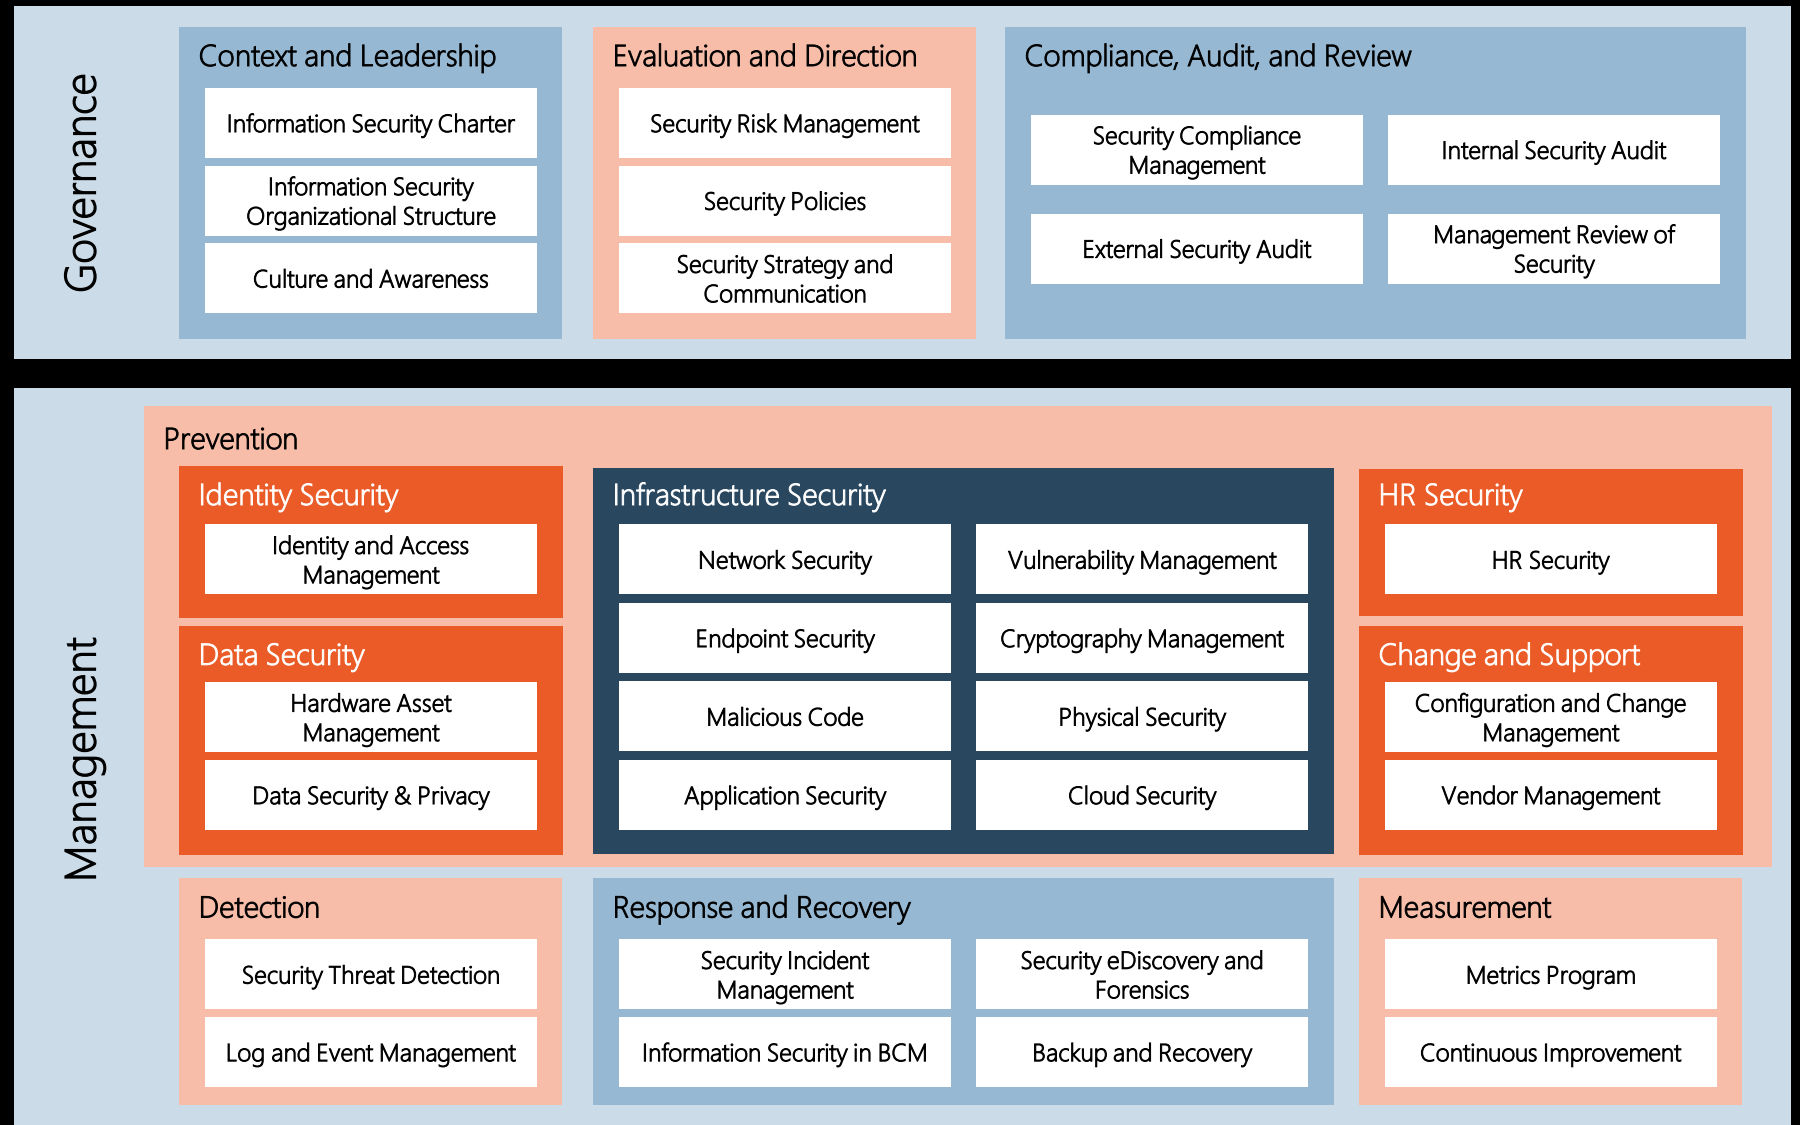 Governance
Context and Leadership
Information Security Charter
Information Security
Organizational Structure
Culture and Awareness
Evaluation and Direction
Security Risk Management
Security Policies
Security Strategy and
Communication
Compliance, Audit, and Review
Security Compliance
Management
Internal Security Audit
External Security Audit
Management Review of
Security
Management
Prevention
Identity Security
Identity and Access
Management
Data Security
Hardware Asset
Management
Data Security & Privacy
Infrastructure Security
Network Security
Vulnerability Management
Endpoint Security
Cryptography Management
Malicious Code
Physical Security
Application Security
Cloud Security
HR Security
HR Security
Change and Support
Configuration and Change
Management
Vendor Management
Detection
Security Threat Detection
Log and Event Management
Response and Recovery
Security Incident
Management
Security eDiscovery and
Forensics
Information Security in BCM
Backup and Recovery
Measurement
Metrics Program
Continuous Improvement